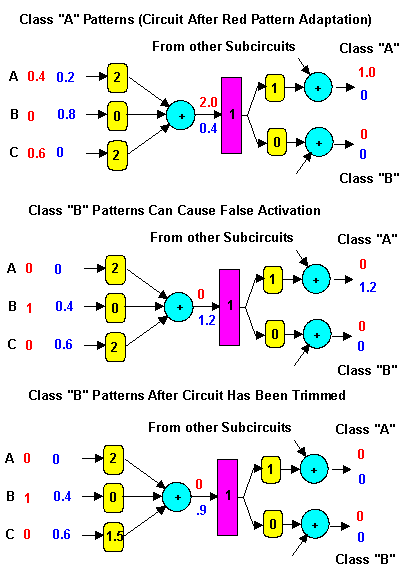 Class "A" Patterns (Circuit After Red Pattern Adaptation)
From other Subcircuits
Class "A"
A 0.4 0.2 2 1 1.0
0
B 0 0.8 0 + 2.0 1 +
0.4
C 0.6 0 2 0 + 0
0
Class "B"
Class "B" Patterns Can Cause False Activation
From other Subcircuits
Class "A"
A 0 0 2 1 + 0
1.2
B 1 0.4 0 + 0 1
1.2
C 0 0.6 2 0 + 0
0
Class "B"
Class "B" Patterns After Circuit Has Been Trimmed
From other Subcircuits
Class "A"
A 0 0 2 1 + 0
0
B 1 0.4 0 + 0 1
.9
C 0 0.6 1.5 0 + 0
0
Class "B"